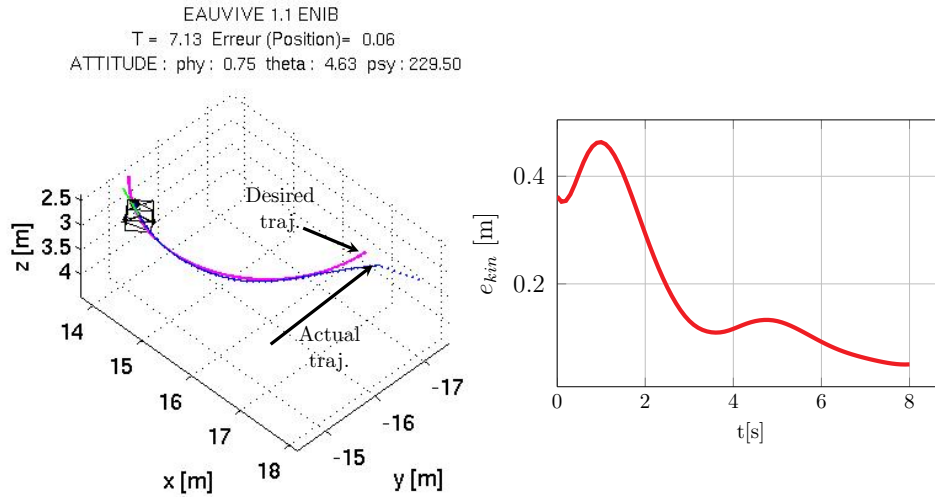 EAUVIVE 1.1 ENIB
T = 7.13 Erreur (Position)= 0.06
ATTITUDE : phy : 0.75 theta : 4.63 psy : 229.50
Desired
traj.
Actual
traj.
2.5
3
3.5
4
z [m]
14
15
16
17
18
x [m]
-15
-16
-17
y [m]
0.4
0.2
e_kin [m]
0
2
4
6
8
t[s]